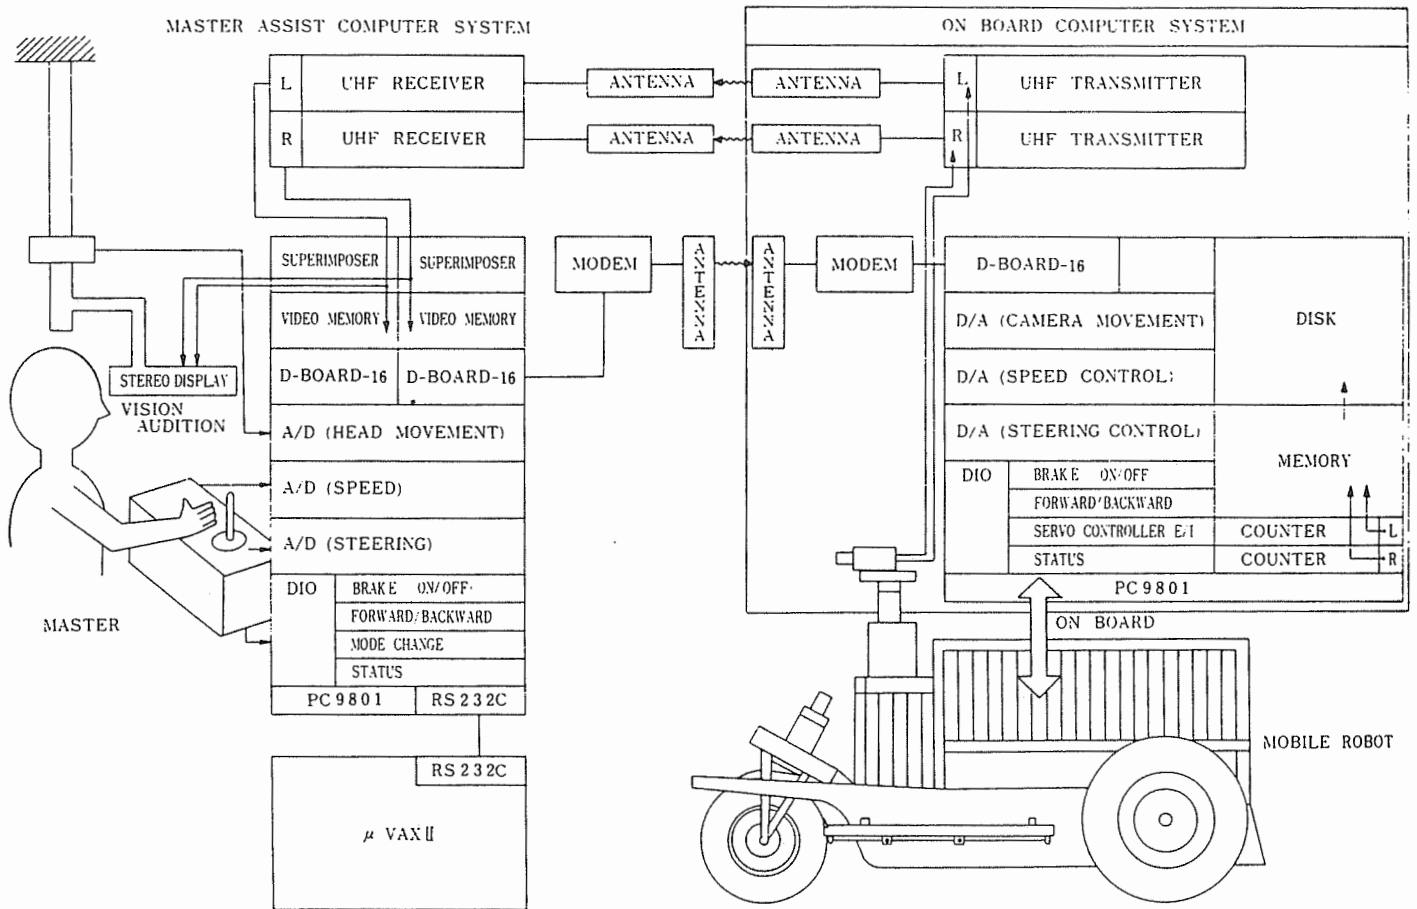 MASTER ASSIST COMPUTER SYSTEM
ON BOARD COMPUTER SYSTEM
L UHF RECEIVER ANTENNA ANTENNA L UHF TRANSMITTER
R UHF RECEIVER ANTENNA ANTENNA R UHF TRANSMITTER
SUPERIMPOSER SUPERIMPOSER
VIDEO MEMORY VIDEO MEMORY
D-BOARD-16 D-BOARD-16
MODEM
ANTENNA
ANTENNA
MODEM
STEREO DISPLAY
VISION
AUDITION
A/D (HEAD MOVEMENT)
A/D (SPEED)
A/D (STEERING)
DIO
BRAKE ON/OFF
FORWARD/BACKWARD
MODE CHANGE
STATUS
PC9801 RS232C
MASTER
RS232C
μ VAX II
D-BOARD-16
D/A (CAMERA MOVEMENT)
D/A (SPEED CONTROL)
D/A (STEERING CONTROL)
DISK
MEMORY
DIO
BRAKE ON/OFF
FORWARD/BACKWARD
SERVO CONTROLLER E/I COUNTER L
STATUS COUNTER R
PC9801
ON BOARD
MOBILE ROBOT